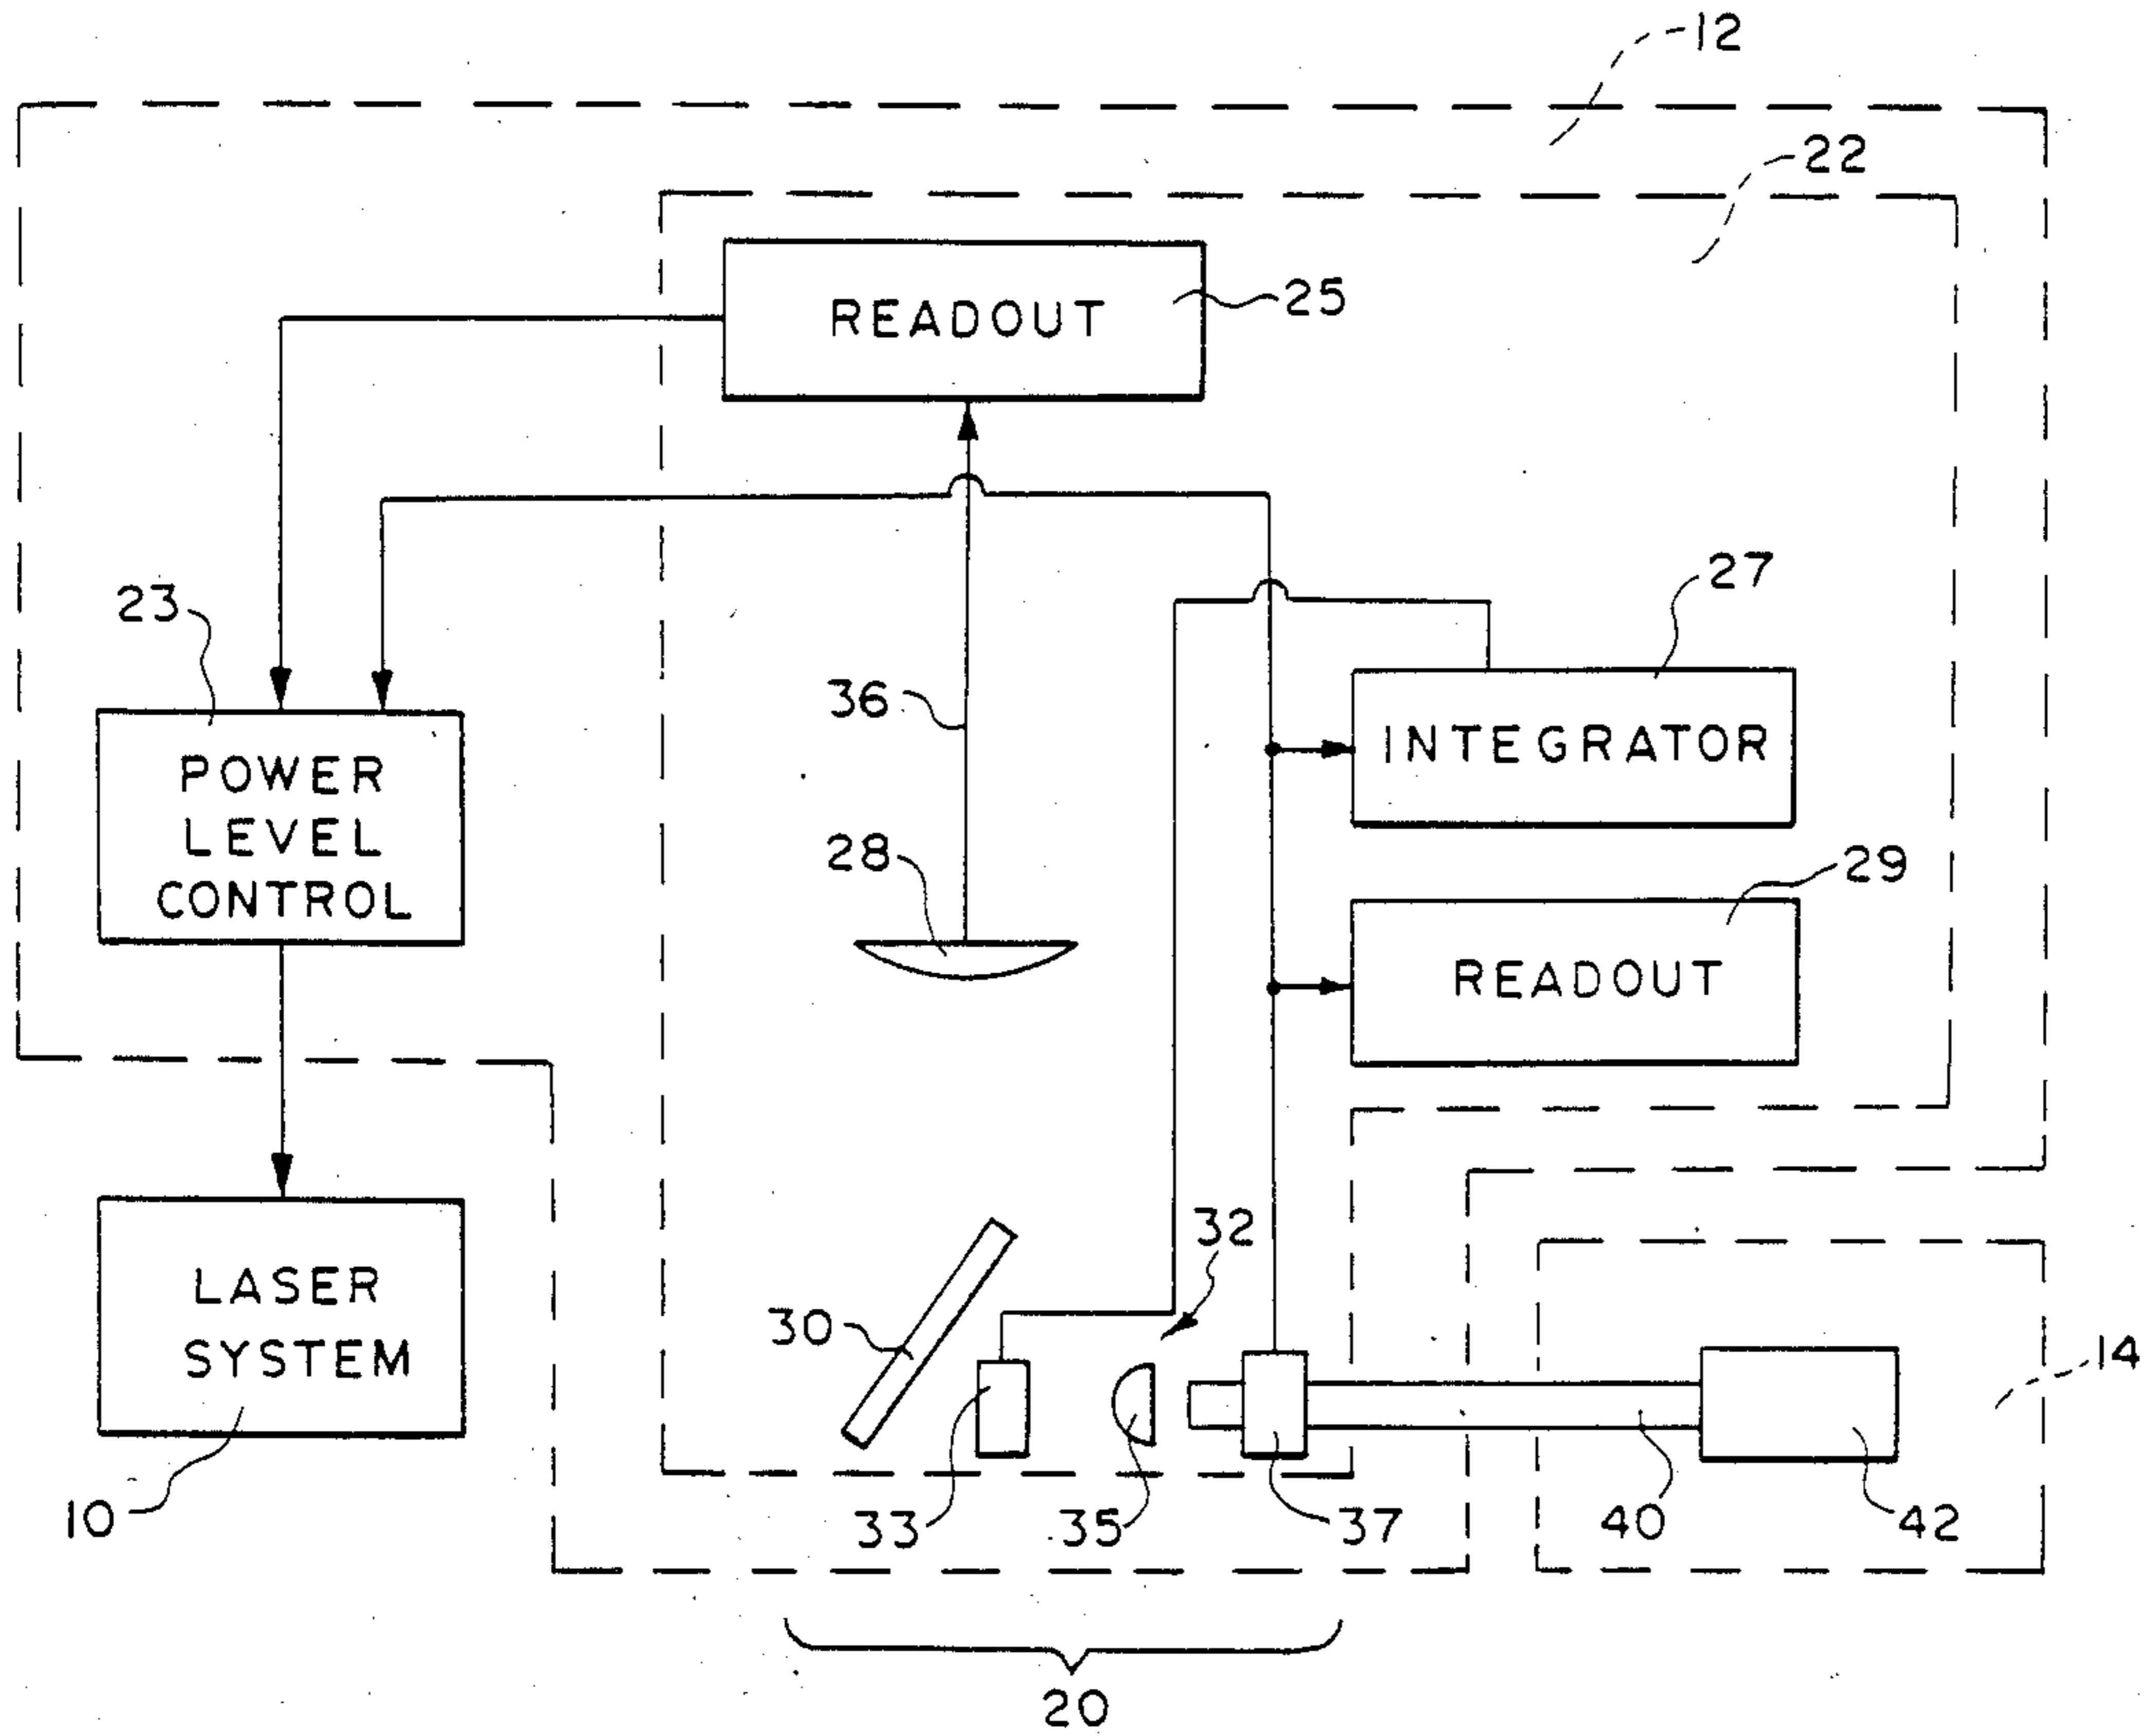 12
22
READOUT
25
23
27
36
INTEGRATOR
POWER
LEVEL
CONTROL
28
29
READOUT
32
LASER
SYSTEM
30
14
10
33
35
37
40
42
20